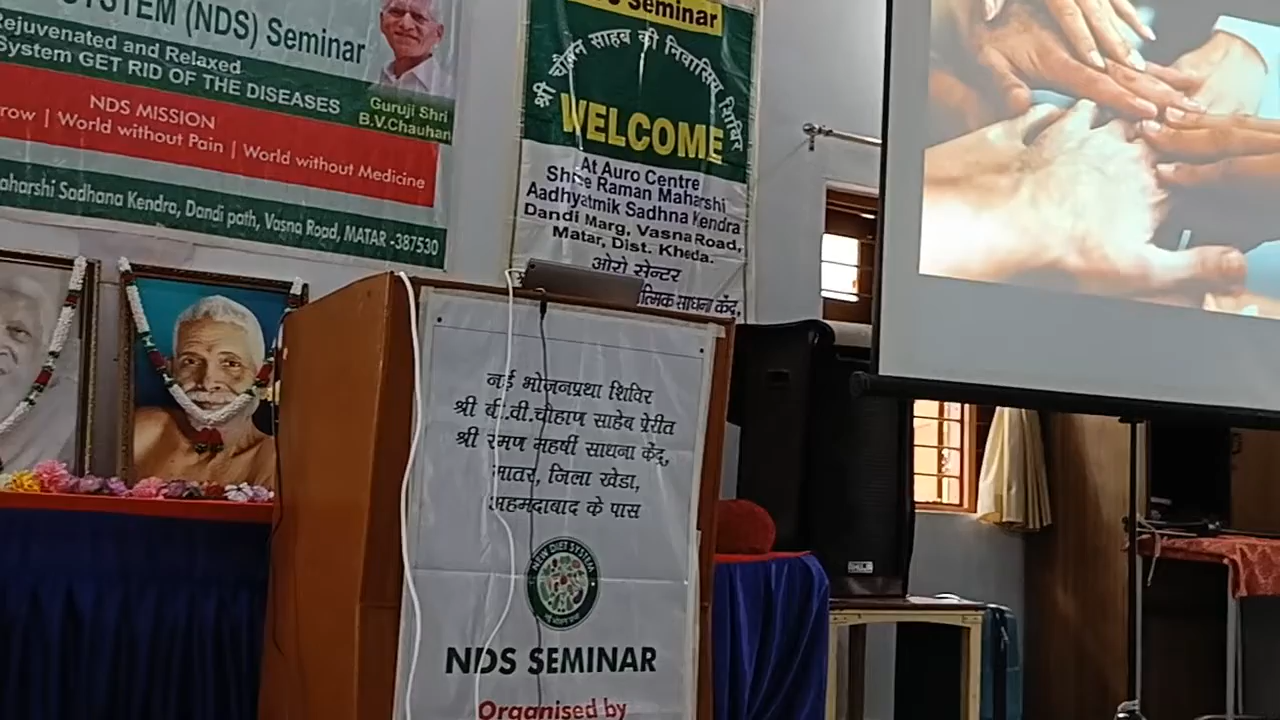 SYSTEM (NDS) Seminar
Rejuvenated and Relaxed
System GET RID OF THE DISEASES
Guruji Shri
B.V.Chauhan
NDS MISSION
row | World without Pain | World without Medicine
aharshi Sadhana Kendra, Dandi path, Vasna Road, MATAR -387530
Seminar
श्री चौहान साहब की निवासिय शिविर
WELCOME
At Auro Centre
Shree Raman Maharshi
Aadhyatmik Sadhna Kendra
Dandi Marg, Vasna Road,
Matar, Dist. Kheda.
ओरो सेन्टर
त्मिक साधना केंद्र,
नई भोजनप्रथा शिविर
श्री बी.वी.चौहाण साहेब प्रेरीत
श्री रमण महर्षी साधना केंद्र,
मातर, जिला खेडा,
अहमदाबाद के पास
NEW DIET SYSTEM
NDS SEMINAR
Organised by